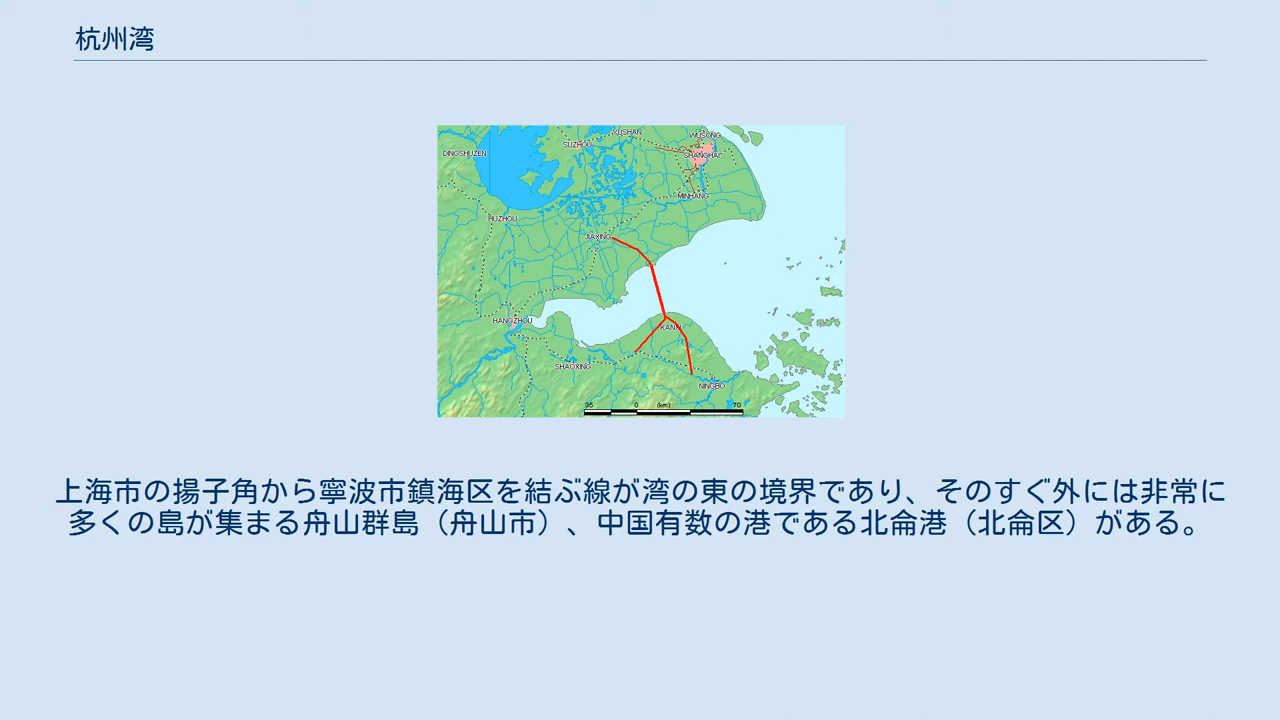 杭州湾
YUSHAN
WUSONG
SUZHOU
DINGSHUZEN
SHANGHAI
MINHANG
HUZHOU
JIAXING
HANGZHOU
SHAOXING
NINGBO
35 0 (km) 70
上海市の揚子角から寧波市鎮海区を結ぶ線が湾の東の境界であり、そのすぐ外には非常に
多くの島が集まる舟山群島（舟山市）、中国有数の港である北侖港（北侖区）がある。